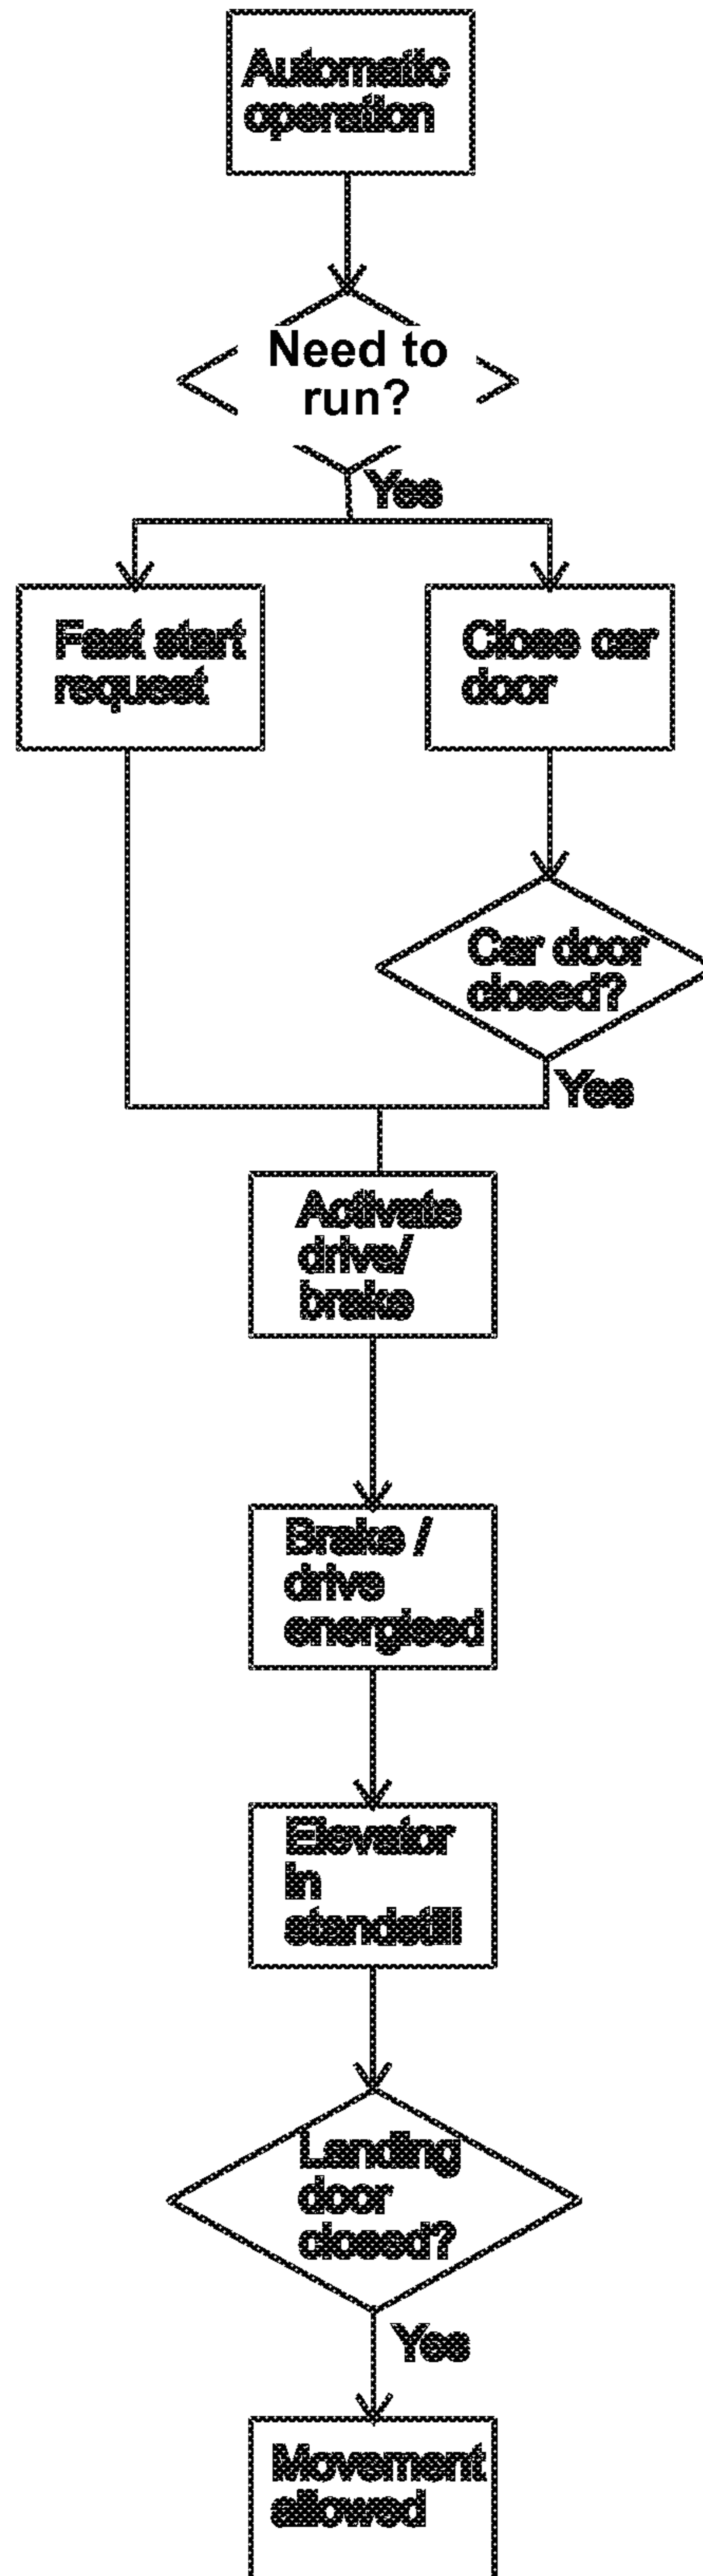 Automatic
operation
Need to
run?
Yes
Fast start
request
Close car
door
Car door
closed?
Yes
Activate
drive/
brake
Brake /
drive
energised
Elevator
in
standstill
Landing
door
closed?
Yes
Movement
allowed